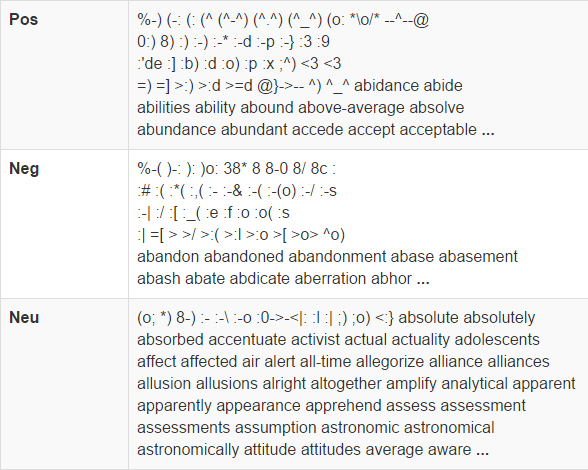 Pos
%-) (-: (: (^ (^-^) (^.^) (^_^) (o: *\o/* --^--@
0:) 8) :) :-) :-* :-d :-p :-} :3 :9
:'de :] :b) :d :o) :p :x ;^) <3 <3
=) =] >:) >:d >=d @}->-- ^) ^_^ abidance abide
abilities ability abound above-average absolve
abundance abundant accede accept acceptable ...
Neg
%-( )-: ): )o: 38* 8 8-0 8/ 8c :
:# :( :*( :,( :- :-& :-( :-(o) :-/ :-s
:-| :/ :[ :_( :e :f :o :o( :s
:| =[ > >/ >:( >:l >:o >[ >o> ^o)
abandon abandoned abandonment abase abasement
abash abate abdicate aberration abhor ...
Neu
(o; *) 8-) :- :-\ :-o :0->-<|: :l :| ;) ;o) <:} absolute absolutely
absorbed accentuate activist actual actuality adolescents
affect affected air alert all-time allegorize alliance alliances
allusion allusions alright altogether amplify analytical apparent
apparently appearance apprehend assess assessment
assessments assumption astronomic astronomical
astronomically attitude attitudes average aware ...